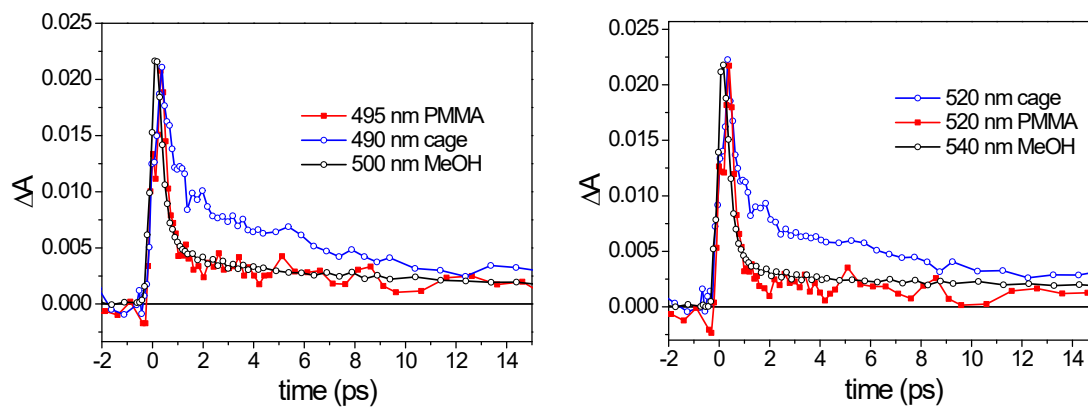 0.025
0.020
0.015
0.010
0.005
0.000
ΔA
495 nm PMMA
490 nm cage
500 nm MeOH
-2 0 2 4 6 8 10 12 14
time (ps)
0.025
0.020
0.015
0.010
0.005
0.000
ΔA
520 nm cage
520 nm PMMA
540 nm MeOH
-2 0 2 4 6 8 10 12 14
time (ps)